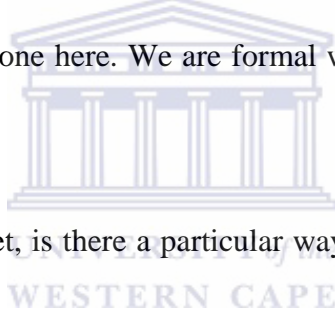 one here. We are formal
et, is there a particular way
UNIVERSITY of the
WESTERN CAPE